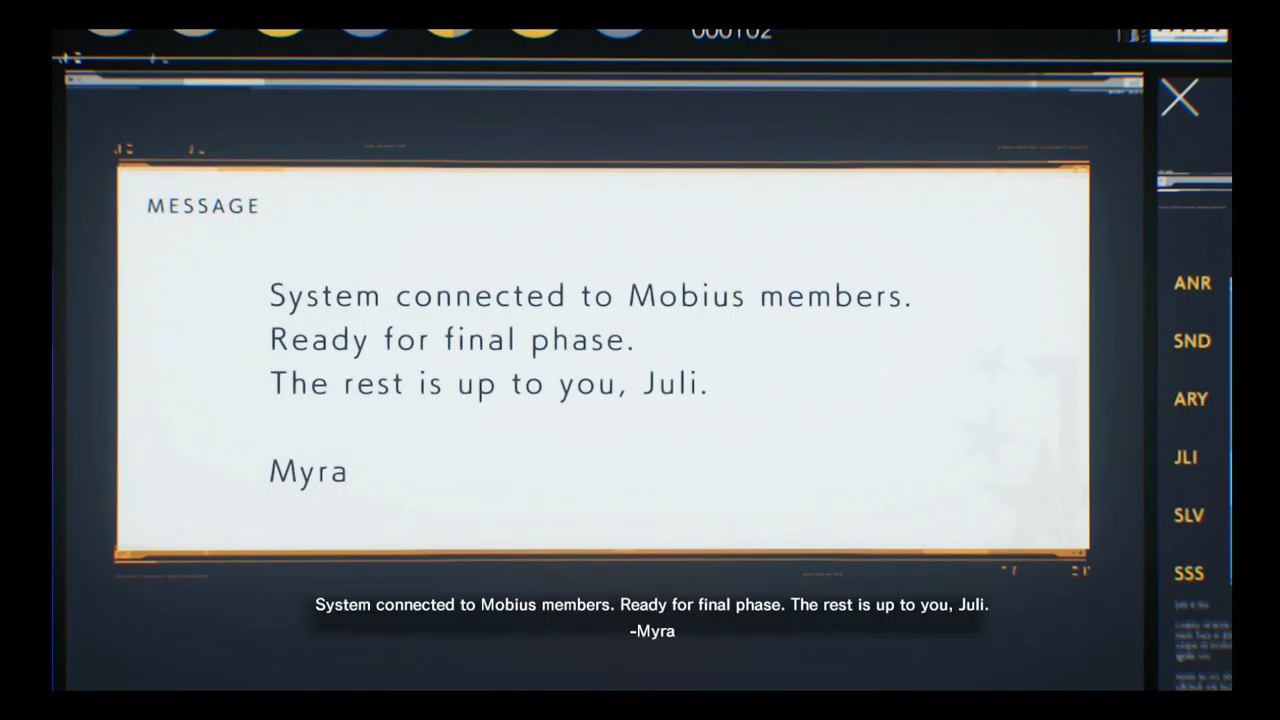 000102
MESSAGE
System connected to Mobius members.
Ready for final phase.
The rest is up to you, Juli.
Myra
ANR
SND
ARY
JLI
SLV
SSS
System connected to Mobius members. Ready for final phase. The rest is up to you, Juli.
-Myra